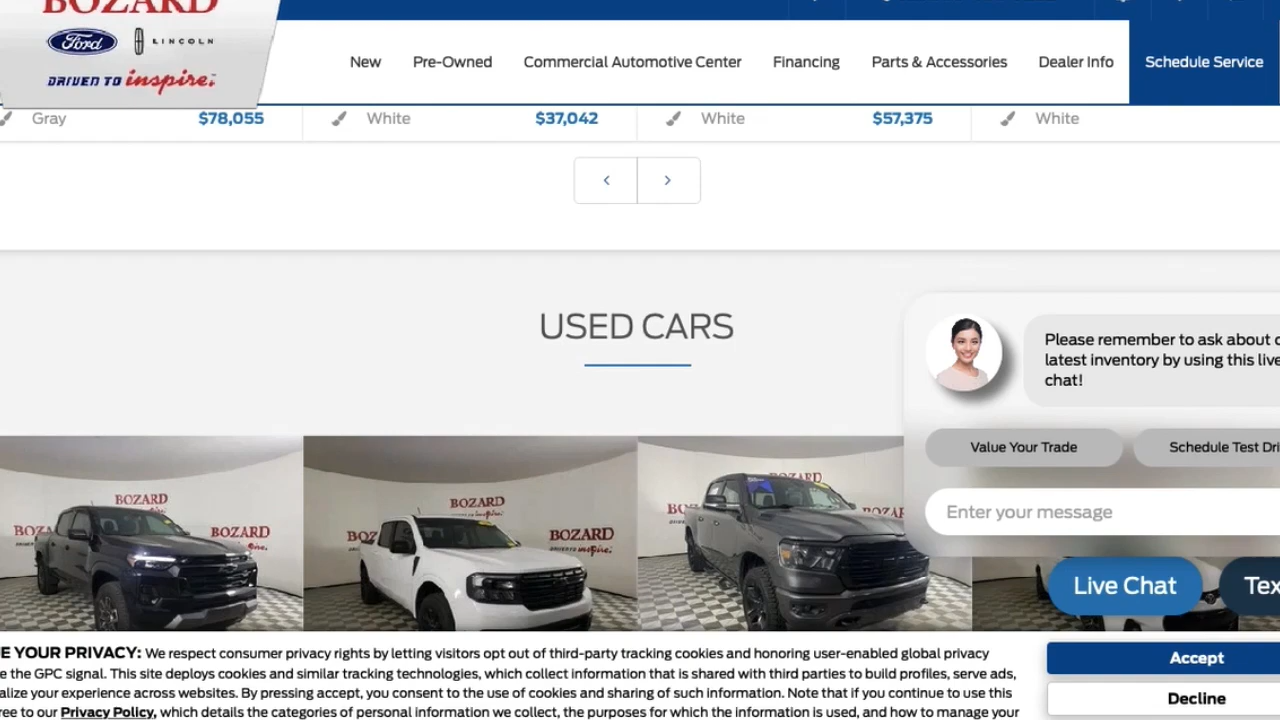 BOZARD
Ford LINCOLN
DRIVEN TO inspire.
New Pre-Owned Commercial Automotive Center Financing Parts & Accessories Dealer Info Schedule Service
Gray $78,055 White $37,042 White $57,375 White
‹ ›
USED CARS
Please remember to ask about
latest inventory by using this live
chat!
Value Your Trade Schedule Test Dri
Enter your message
BOZARD BOZARD
BOZARD BOZARD
Live Chat Tex
E YOUR PRIVACY: We respect consumer privacy rights by letting visitors opt out of third-party tracking cookies and honoring user-enabled global privacy
e the GPC signal. This site deploys cookies and similar tracking technologies, which collect information that is shared with third parties to build profiles, serve ads,
alize your experience across websites. By pressing accept, you consent to the use of cookies and sharing of such information. Note that if you continue to use this
ree to our Privacy Policy, which details the categories of personal information we collect, the purposes for which the information is used, and how to manage your
Accept
Decline